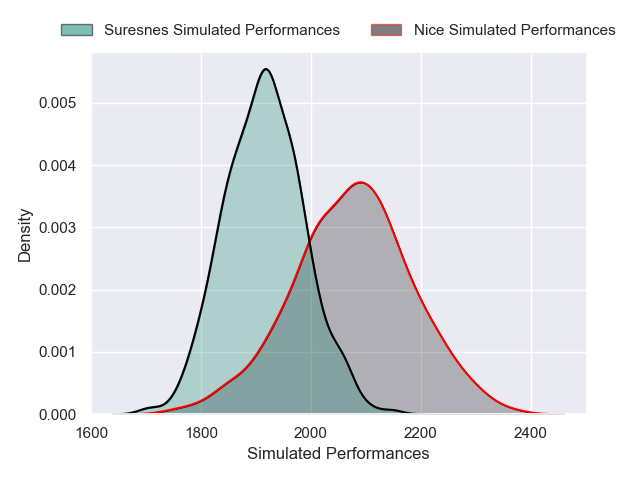 Suresnes Simulated Performances Nice Simulated Performances
0.005
0.004
0.003
0.002
0.001
0.000
Density
1600 1800 2000 2200 2400
Simulated Performances